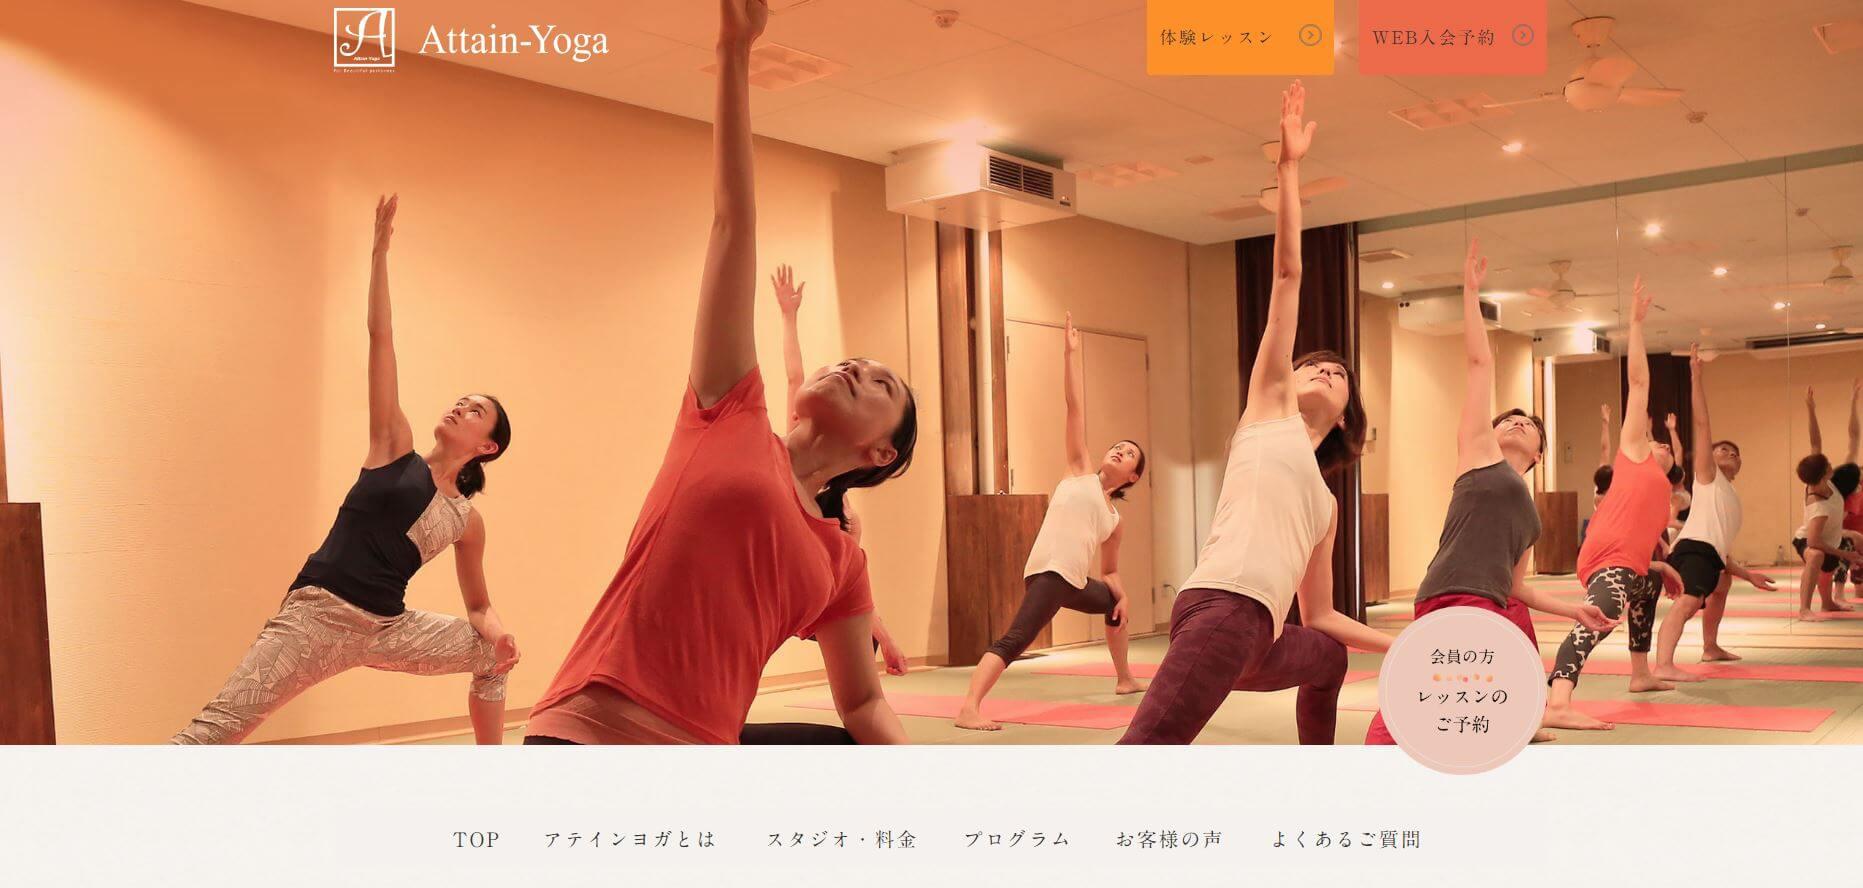 A
Attain Yoga
For Beautiful performer
Attain-Yoga
体験レッスン
WEB入会予約
会員の方
レッスンの
ご予約
TOP
アテインヨガとは
スタジオ・料金
プログラム
お客様の声
よくあるご質問